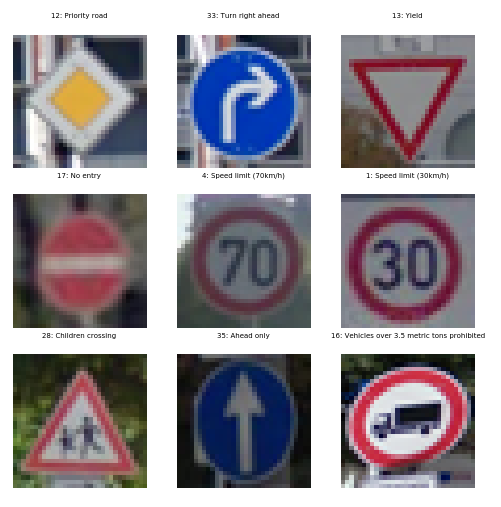 12: Priority road
33: Turn right ahead
13: Yield
17: No entry
4: Speed limit (70km/h)
1: Speed limit (30km/h)
70
30
28: Children crossing
35: Ahead only
16: Vehicles over 3.5 metric tons prohibited